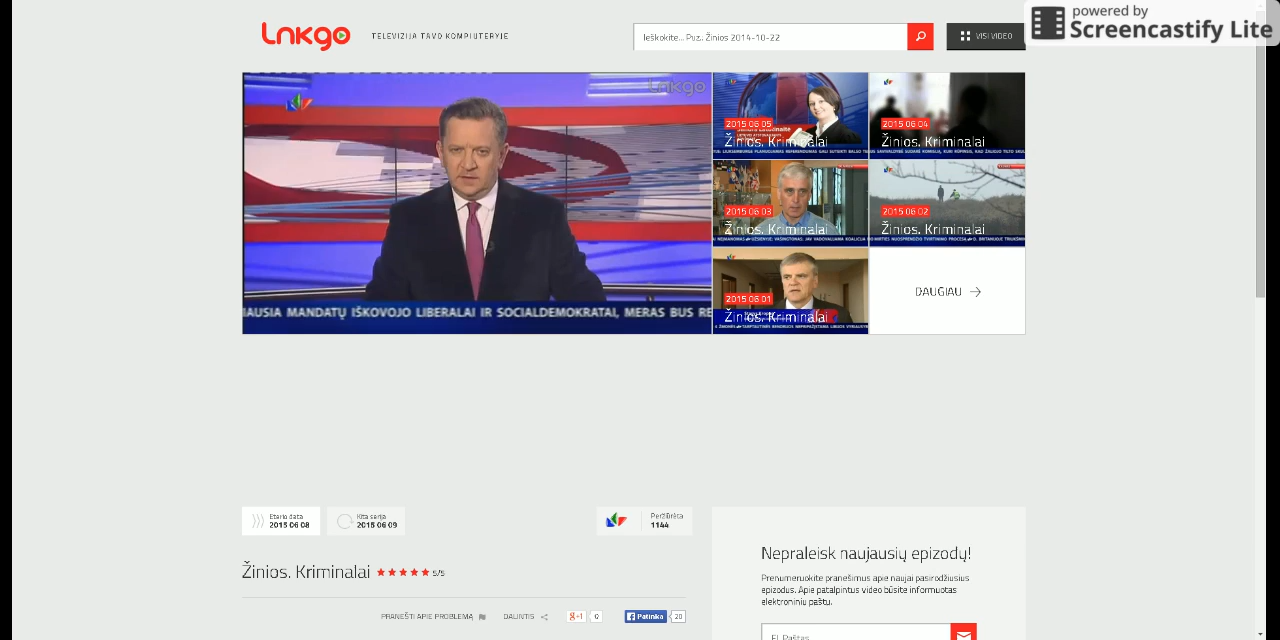 powered by
Screencastify Lite
Lnkgo
TELEVIZIJA TAVO KOMPIUTERYJE
Ieškokite... Puz.: Žinios 2014-10-22
VISI VIDEO
Lnkgo
IAUSIA MANDATŲ IŠKOVOJO LIBERALAI IR SOCIALDEMOKRATAI, MERAS BUS RE
2015 06 05
Žinios. Kriminalai
2015 06 04
Žinios. Kriminalai
2015 06 03
Žinios. Kriminalai
2015 06 02
Žinios. Kriminalai
2015 06 01
Žinios. Kriminalai
DAUGIAU
Eterio data
2015 06 08
Kita serija
2015 06 09
Peržiūrėta
1144
Žinios. Kriminalai 5/5
PRANEŠTI APIE PROBLEMĄ
DALINTIS
g+1 0
Patinka 20
Nepraleisk naujausių epizodų!
Prenumeruokite pranešimus apie naujai pasirodžiusius
epizodus. Apie patalpintus video būsite informuotas
elektroniniu paštu.
El. Paštas